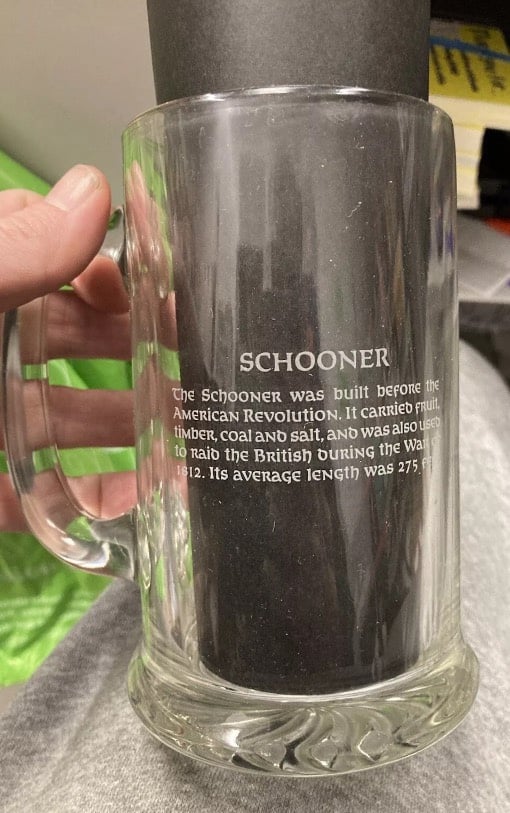 SCHOONER
The Schooner was built before the
American Revolution. It carried fruit,
timber, coal and salt, and was also used
to raid the British during the War
1812. Its average length was 275